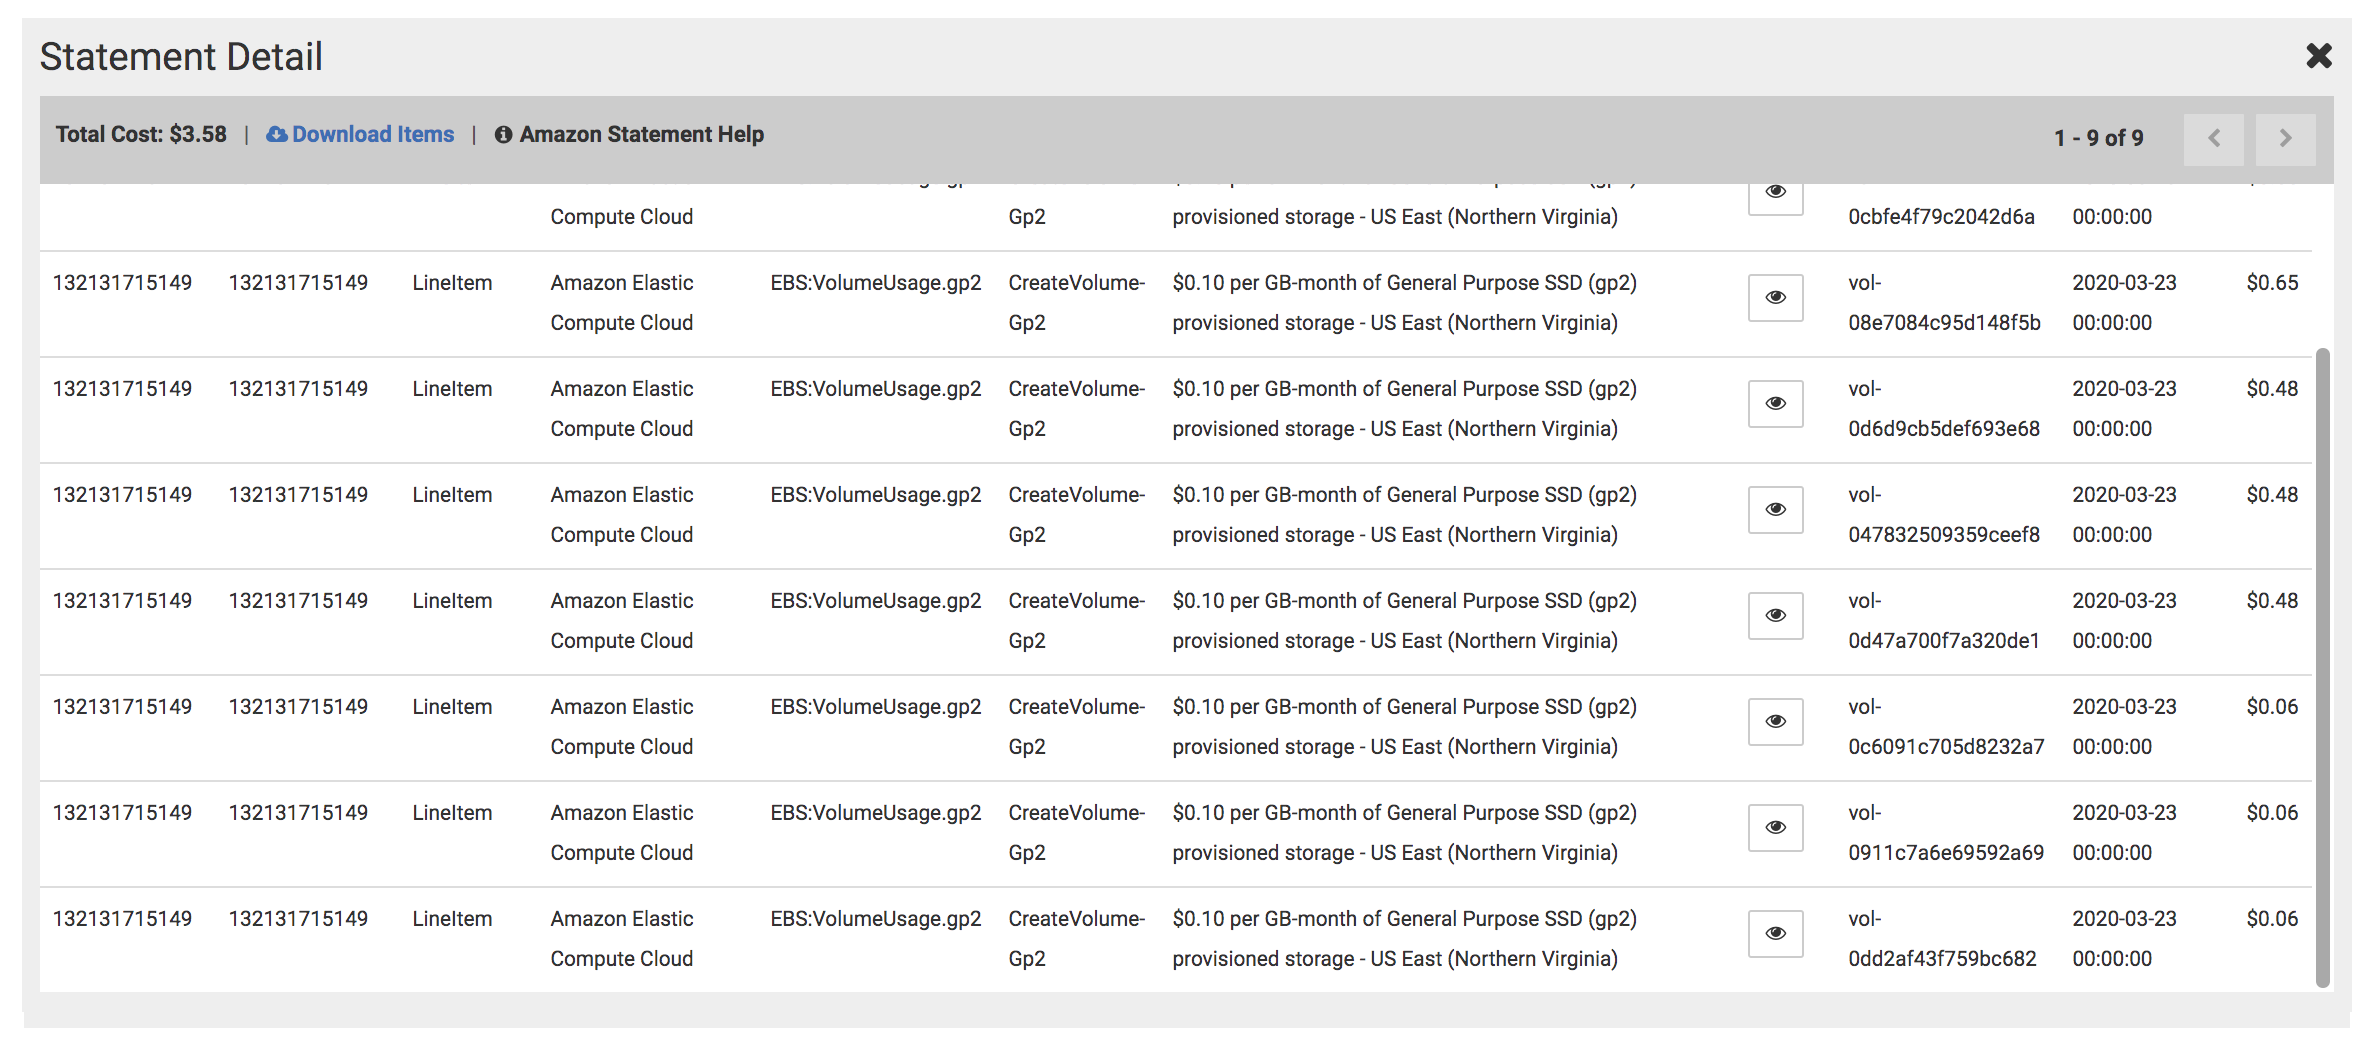 Statement Detail
Total Cost: $3.58 | Download Items | Amazon Statement Help 1 - 9 of 9
Compute Cloud Gp2 provisioned storage - US East (Northern Virginia) 0cbfe4f79c2042d6a 00:00:00
132131715149 132131715149 LineItem Amazon Elastic EBS:VolumeUsage.gp2 CreateVolume- $0.10 per GB-month of General Purpose SSD (gp2) vol- 2020-03-23 $0.65
Compute Cloud Gp2 provisioned storage - US East (Northern Virginia) 08e7084c95d148f5b 00:00:00
132131715149 132131715149 LineItem Amazon Elastic EBS:VolumeUsage.gp2 CreateVolume- $0.10 per GB-month of General Purpose SSD (gp2) vol- 2020-03-23 $0.48
Compute Cloud Gp2 provisioned storage - US East (Northern Virginia) 0d6d9cb5def693e68 00:00:00
132131715149 132131715149 LineItem Amazon Elastic EBS:VolumeUsage.gp2 CreateVolume- $0.10 per GB-month of General Purpose SSD (gp2) vol- 2020-03-23 $0.48
Compute Cloud Gp2 provisioned storage - US East (Northern Virginia) 047832509359ceef8 00:00:00
132131715149 132131715149 LineItem Amazon Elastic EBS:VolumeUsage.gp2 CreateVolume- $0.10 per GB-month of General Purpose SSD (gp2) vol- 2020-03-23 $0.48
Compute Cloud Gp2 provisioned storage - US East (Northern Virginia) 0d47a700f7a320de1 00:00:00
132131715149 132131715149 LineItem Amazon Elastic EBS:VolumeUsage.gp2 CreateVolume- $0.10 per GB-month of General Purpose SSD (gp2) vol- 2020-03-23 $0.06
Compute Cloud Gp2 provisioned storage - US East (Northern Virginia) 0c6091c705d8232a7 00:00:00
132131715149 132131715149 LineItem Amazon Elastic EBS:VolumeUsage.gp2 CreateVolume- $0.10 per GB-month of General Purpose SSD (gp2) vol- 2020-03-23 $0.06
Compute Cloud Gp2 provisioned storage - US East (Northern Virginia) 0911c7a6e69592a69 00:00:00
132131715149 132131715149 LineItem Amazon Elastic EBS:VolumeUsage.gp2 CreateVolume- $0.10 per GB-month of General Purpose SSD (gp2) vol- 2020-03-23 $0.06
Compute Cloud Gp2 provisioned storage - US East (Northern Virginia) 0dd2af43f759bc682 00:00:00